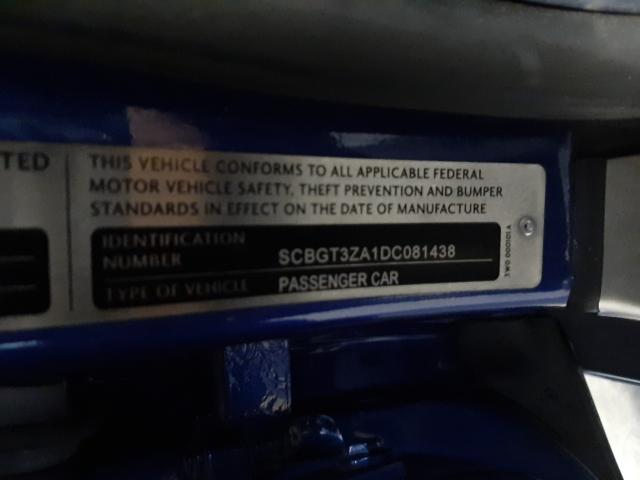 TED
THIS VEHICLE CONFORMS TO ALL APPLICABLE FEDERAL
MOTOR VEHICLE SAFETY, THEFT PREVENTION AND BUMPER
STANDARDS IN EFFECT ON THE DATE OF MANUFACTURE
IDENTIFICATION
NUMBER SCBGT3ZA1DC081438
TYPE OF VEHICLE PASSENGER CAR